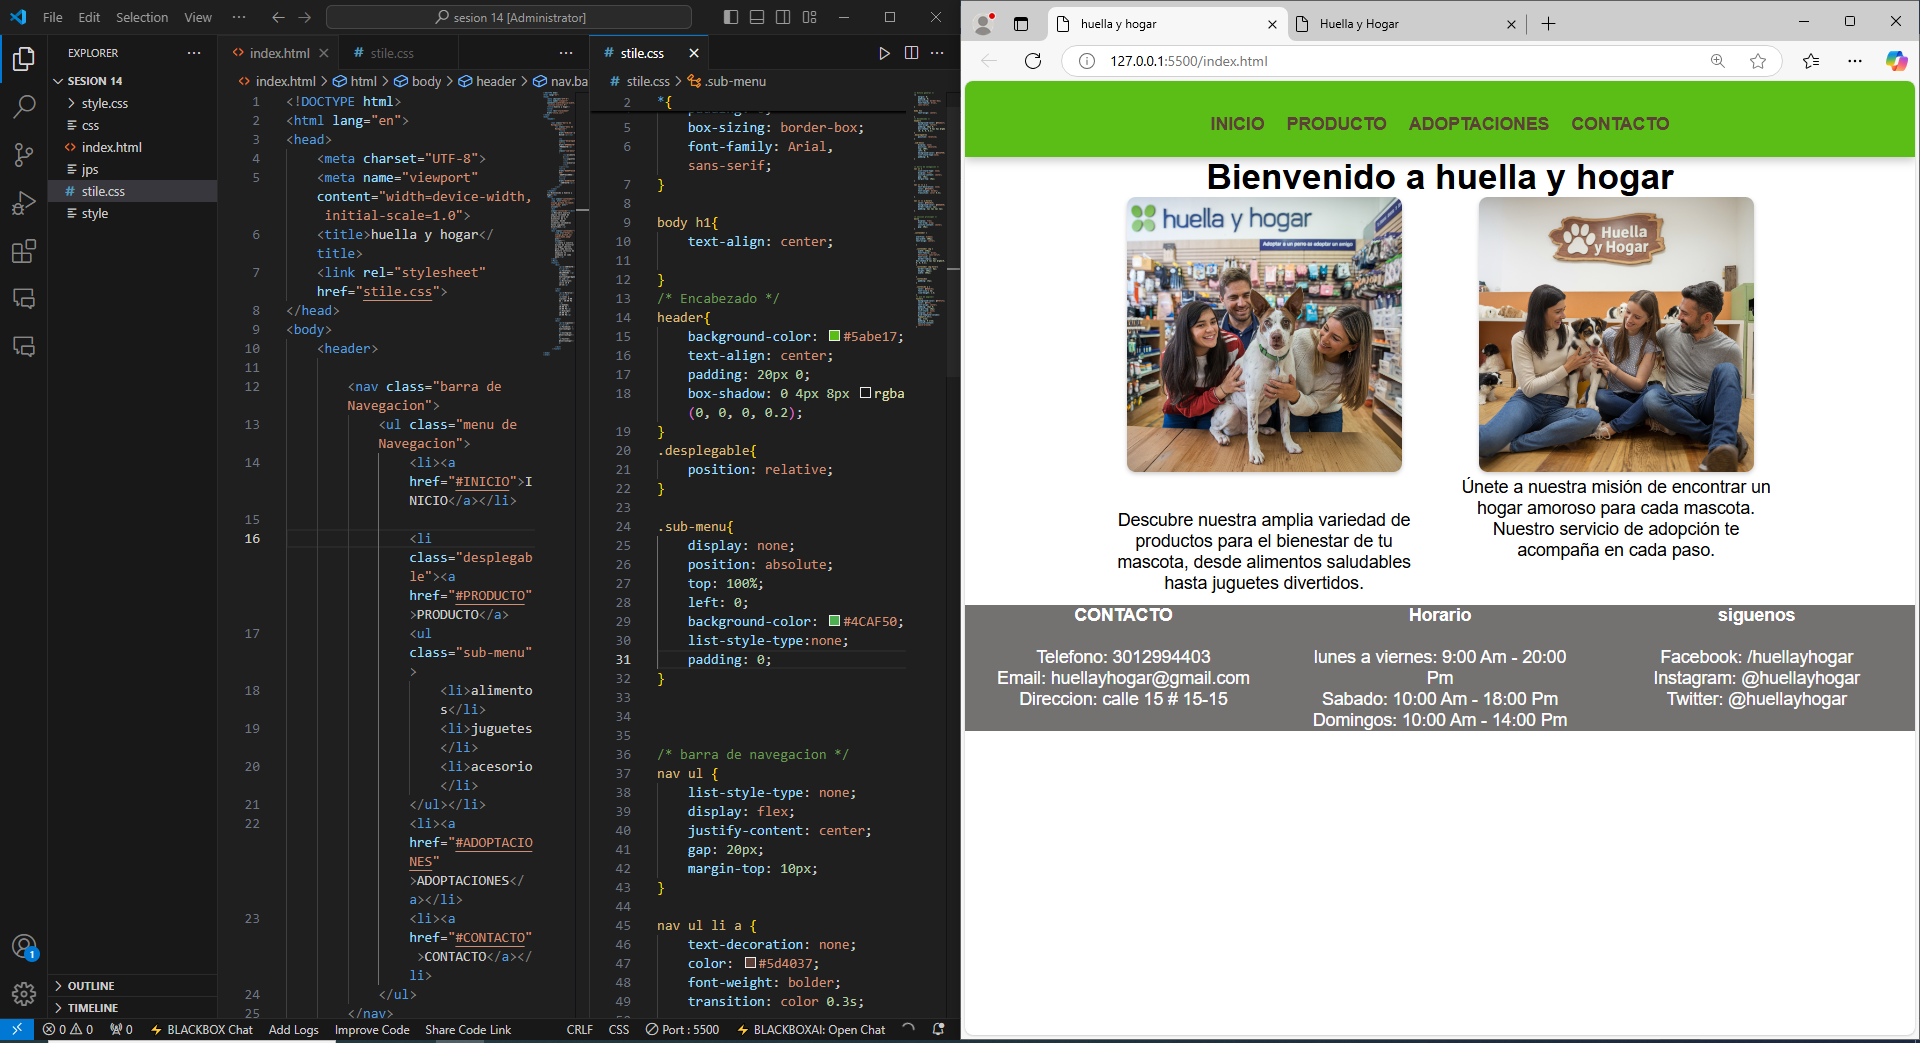 File Edit Selection View ··· sesion 14 [Administrator]
EXPLORER ···
SESION 14
style.css
css
index.html
jps
stile.css
style
OUTLINE
TIMELINE
index.html
stile.css
index.html > html > body > header > nav.ba
1 <!DOCTYPE html>
2 <html lang="en">
3 <head>
4 <meta charset="UTF-8">
5 <meta name="viewport"
content="width=device-width,
initial-scale=1.0">
6 <title>huella y hogar</
title>
7 <link rel="stylesheet"
href="stile.css">
8 </head>
9 <body>
10 <header>
11
12 <nav class="barra de
Navegacion">
13 <ul class="menu de
Navegacion">
14 <li><a
href="#INICIO">I
NICIO</a></li>
15
16 <li
class="desplegab
le"><a
href="#PRODUCTO"
>PRODUCTO</a>
17 <ul
class="sub-menu"
>
18 <li>alimento
s</li>
19 <li>juguetes
</li>
20 <li>acesorio
</li>
21 </ul></li>
22 <li><a
href="#ADOPTACIO
NES"
>ADOPTACIONES</
a></li>
23 <li><a
href="#CONTACTO"
>CONTACTO</a></
li>
24 </ul>
25 </nav>
stile.css
stile.css > .sub-menu
2 *{
5 box-sizing: border-box;
6 font-family: Arial,
sans-serif;
7 }
8
9 body h1{
10 text-align: center;
11
12 }
13 /* Encabezado */
14 header{
15 background-color: #5abe17;
16 text-align: center;
17 padding: 20px 0;
18 box-shadow: 0 4px 8px rgba
(0, 0, 0, 0.2);
19 }
20 .desplegable{
21 position: relative;
22 }
23
24 .sub-menu{
25 display: none;
26 position: absolute;
27 top: 100%;
28 left: 0;
29 background-color: #4CAF50;
30 list-style-type:none;
31 padding: 0;
32 }
33
34
35
36 /* barra de navegacion */
37 nav ul {
38 list-style-type: none;
39 display: flex;
40 justify-content: center;
41 gap: 20px;
42 margin-top: 10px;
43 }
44
45 nav ul li a {
46 text-decoration: none;
47 color: #5d4037;
48 font-weight: bolder;
49 transition: color 0.3s;
1
0 0 0 BLACKBOX Chat Add Logs Improve Code Share Code Link CRLF CSS Port : 5500 BLACKBOXAI: Open Chat
huella y hogar
Huella y Hogar
127.0.0.1:5500/index.html
INICIO PRODUCTO ADOPTACIONES CONTACTO
Bienvenido a huella y hogar
huella y hogar
Adoptar a un perro es adoptar un amigo
Huella
y Hogar
Descubre nuestra amplia variedad de
productos para el bienestar de tu
mascota, desde alimentos saludables
hasta juguetes divertidos.
Únete a nuestra misión de encontrar un
hogar amoroso para cada mascota.
Nuestro servicio de adopción te
acompaña en cada paso.
CONTACTO
Telefono: 3012994403
Email: huellayhogar@gmail.com
Direccion: calle 15 # 15-15
Horario
lunes a viernes: 9:00 Am - 20:00
Pm
Sabado: 10:00 Am - 18:00 Pm
Domingos: 10:00 Am - 14:00 Pm
siguenos
Facebook: /huellayhogar
Instagram: @huellayhogar
Twitter: @huellayhogar